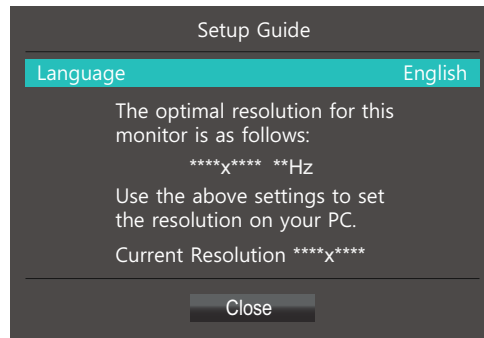 Setup Guide
Language English
The optimal resolution for this
monitor is as follows:
****x**** **Hz
Use the above settings to set
the resolution on your PC.
Current Resolution ****x****
Close